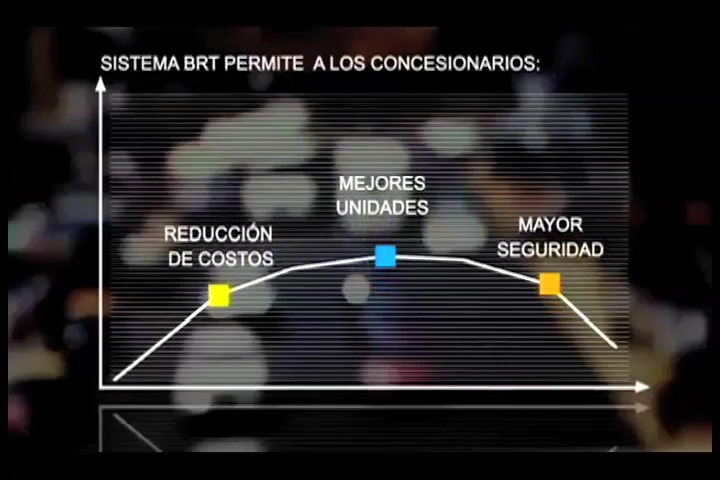 SISTEMA BRT PERMITE A LOS CONCESIONARIOS:
MEJORES
UNIDADES
REDUCCIÓN
DE COSTOS
MAYOR
SEGURIDAD